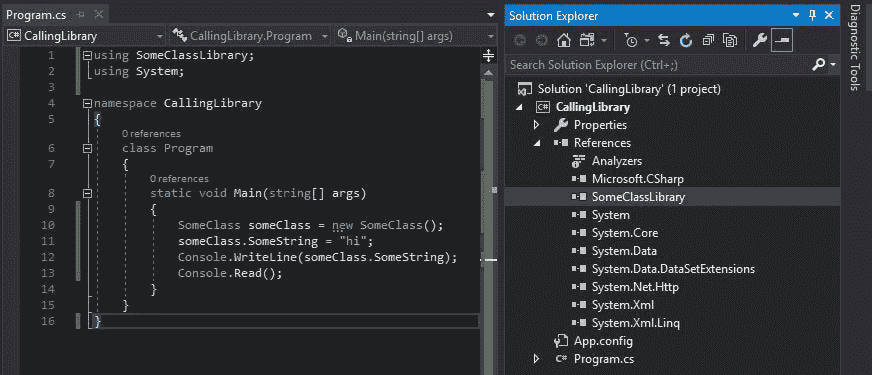 Program.cs
CallingLibrary
CallingLibrary.Program
Main(string[] args)
1 using SomeClassLibrary;
2 using System;
3
4 namespace CallingLibrary
5 {
0 references
6 class Program
7 {
0 references
8 static void Main(string[] args)
9 {
10 SomeClass someClass = new SomeClass();
11 someClass.SomeString = "hi";
12 Console.WriteLine(someClass.SomeString);
13 Console.Read();
14 }
15 }
16 }
Solution Explorer
Search Solution Explorer (Ctrl+;)
Solution 'CallingLibrary' (1 project)
C# CallingLibrary
Properties
References
Analyzers
Microsoft.CSharp
SomeClassLibrary
System
System.Core
System.Data
System.Data.DataSetExtensions
System.Net.Http
System.Xml
System.Xml.Linq
App.config
C# Program.cs
Diagnostic Tools